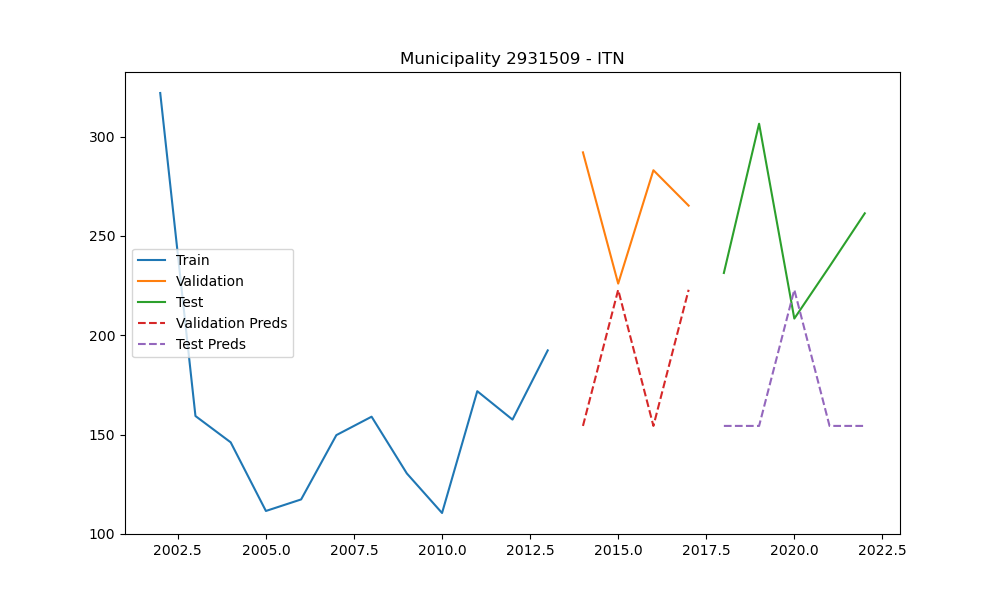 Municipality 2931509 - ITN
300
250
200
150
100
Train
Validation
Test
Validation Preds
Test Preds
2002.5 2005.0 2007.5 2010.0 2012.5 2015.0 2017.5 2020.0 2022.5